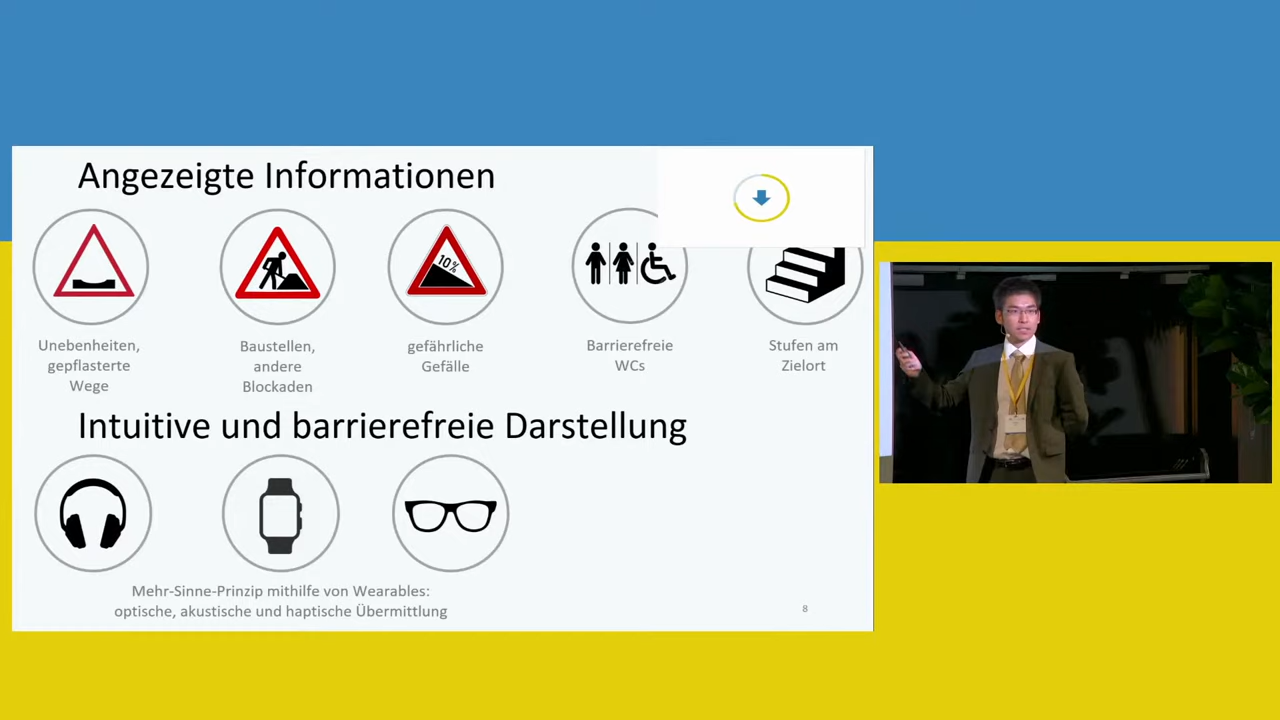 Angezeigte Informationen
10%
Unebenheiten,
gepflasterte
Wege
Baustellen,
andere
Blockaden
gefährliche
Gefälle
Barrierefreie
WCs
Stufen am
Zielort
Intuitive und barrierefreie Darstellung
Mehr-Sinne-Prinzip mithilfe von Wearables:
optische, akustische und haptische Übermittlung
8